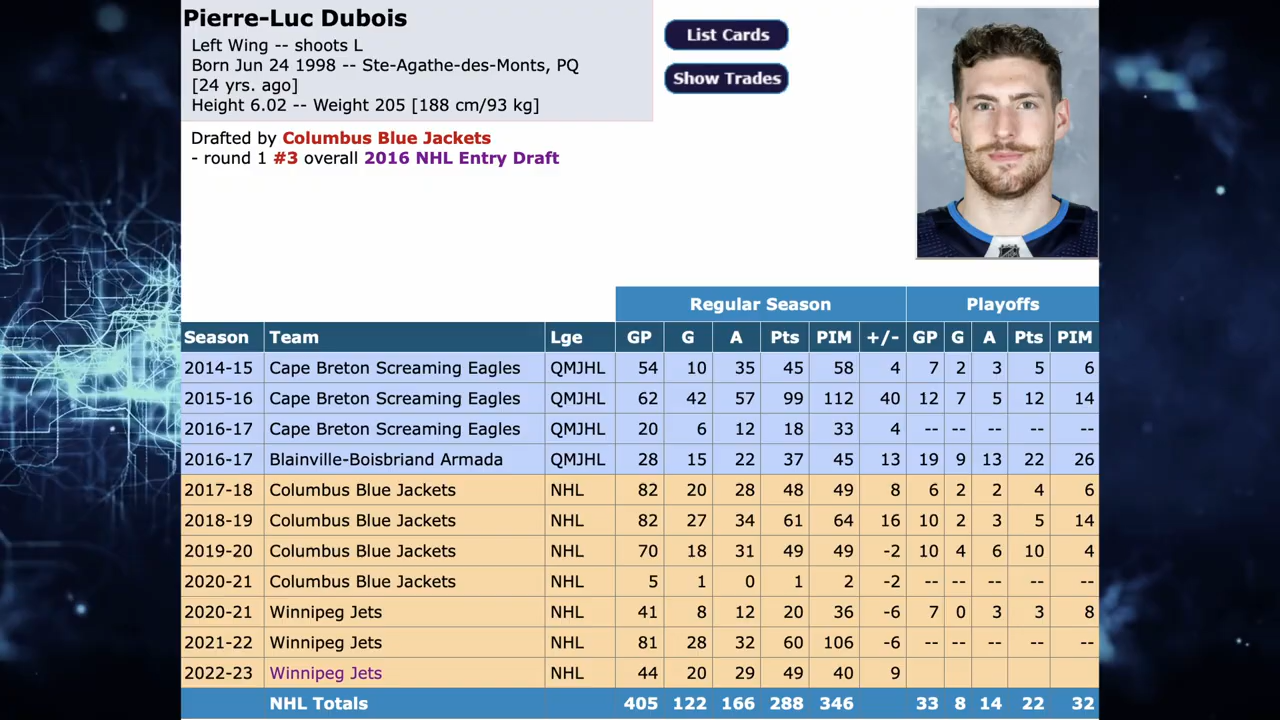 Pierre-Luc Dubois
Left Wing -- shoots L
Born Jun 24 1998 -- Ste-Agathe-des-Monts, PQ
[24 yrs. ago]
Height 6.02 -- Weight 205 [188 cm/93 kg]
List Cards
Show Trades
Drafted by Columbus Blue Jackets
- round 1 #3 overall 2016 NHL Entry Draft
Regular Season Playoffs
Season Team Lge GP G A Pts PIM +/- GP G A Pts PIM
2014-15 Cape Breton Screaming Eagles QMJHL 54 10 35 45 58 4 7 2 3 5 6
2015-16 Cape Breton Screaming Eagles QMJHL 62 42 57 99 112 40 12 7 5 12 14
2016-17 Cape Breton Screaming Eagles QMJHL 20 6 12 18 33 4 -- -- -- -- --
2016-17 Blainville-Boisbriand Armada QMJHL 28 15 22 37 45 13 19 9 13 22 26
2017-18 Columbus Blue Jackets NHL 82 20 28 48 49 8 6 2 2 4 6
2018-19 Columbus Blue Jackets NHL 82 27 34 61 64 16 10 2 3 5 14
2019-20 Columbus Blue Jackets NHL 70 18 31 49 49 -2 10 4 6 10 4
2020-21 Columbus Blue Jackets NHL 5 1 0 1 2 -2 -- -- -- -- --
2020-21 Winnipeg Jets NHL 41 8 12 20 36 -6 7 0 3 3 8
2021-22 Winnipeg Jets NHL 81 28 32 60 106 -6 -- -- -- -- --
2022-23 Winnipeg Jets NHL 44 20 29 49 40 9
NHL Totals 405 122 166 288 346 33 8 14 22 32